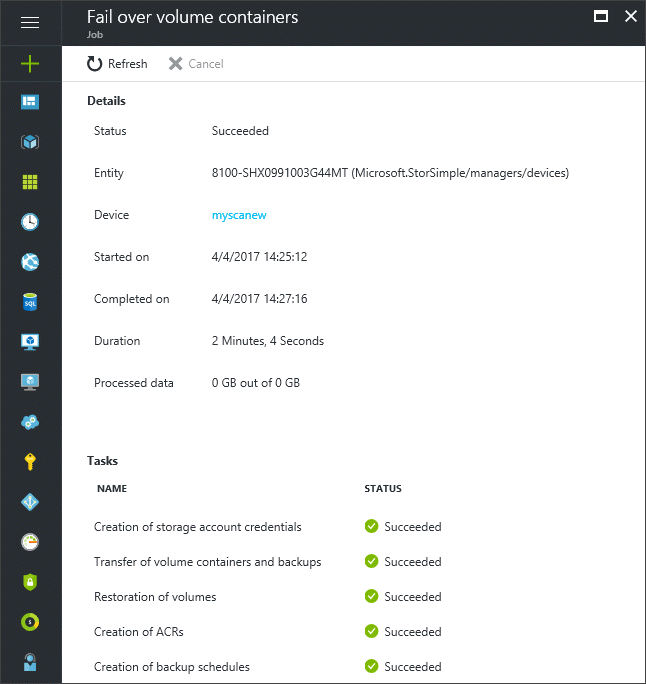 Fail over volume containers
Job
Refresh Cancel
Details
Status Succeeded
Entity 8100-SHX0991003G44MT (Microsoft.StorSimple/managers/devices)
Device myscanew
Started on 4/4/2017 14:25:12
Completed on 4/4/2017 14:27:16
Duration 2 Minutes, 4 Seconds
Processed data 0 GB out of 0 GB
Tasks
NAME STATUS
Creation of storage account credentials Succeeded
Transfer of volume containers and backups Succeeded
Restoration of volumes Succeeded
Creation of ACRs Succeeded
Creation of backup schedules Succeeded
SQL